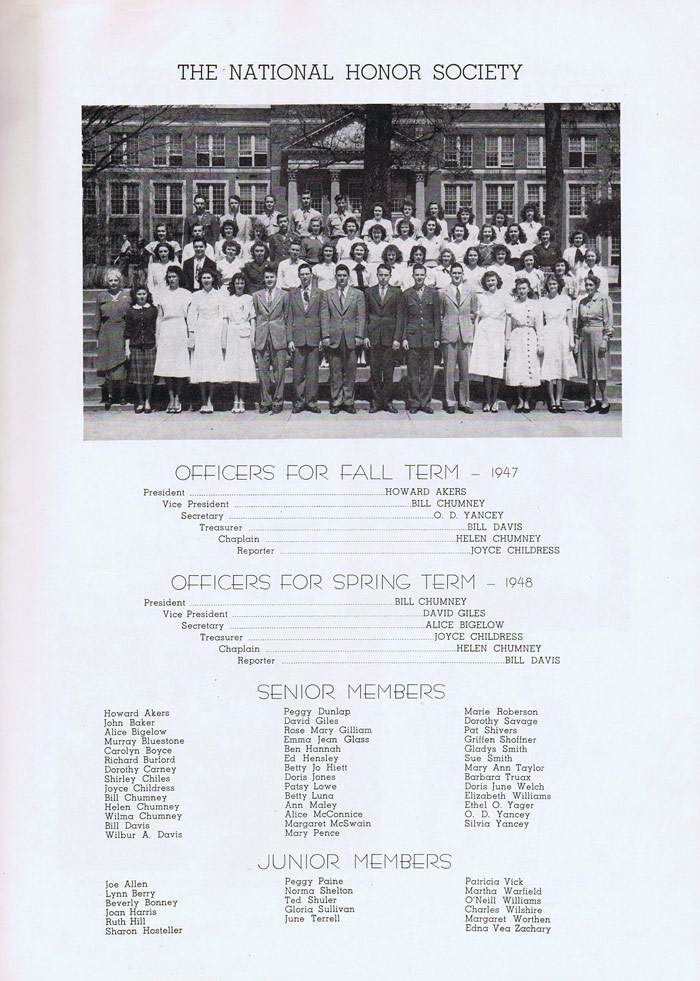 THE NATIONAL HONOR SOCIETY
OFFICERS FOR FALL TERM – 1947
President ........ HOWARD AKERS
Vice President ........ BILL CHUMNEY
Secretary ........ O. D. YANCEY
Treasurer ........ BILL DAVIS
Chaplain ........ HELEN CHUMNEY
Reporter ........ JOYCE CHILDRESS
OFFICERS FOR SPRING TERM – 1948
President ........ BILL CHUMNEY
Vice President ........ DAVID GILES
Secretary ........ ALICE BIGELOW
Treasurer ........ JOYCE CHILDRESS
Chaplain ........ HELEN CHUMNEY
Reporter ........ BILL DAVIS
SENIOR MEMBERS
Howard Akers
John Baker
Alice Bigelow
Murray Bluestone
Carolyn Boyce
Richard Burlord
Dorothy Carney
Shirley Chiles
Joyce Childress
Bill Chumney
Helen Chumney
Wilma Chumney
Bill Davis
Wilbur A. Davis
Peggy Dunlap
David Giles
Rose Mary Gilliam
Emma Jean Glass
Ben Hannah
Ed Hensley
Betty Jo Hiett
Doris Jones
Patsy Lowe
Betty Luna
Ann Maley
Alice McConnice
Margaret McSwain
Mary Pence
Marie Roberson
Dorothy Savage
Pat Shivers
Griffen Shoffner
Gladys Smith
Sue Smith
Mary Ann Taylor
Barbara Truax
Doris June Welch
Elizabeth Williams
Ethel O. Yager
O. D. Yancey
Silvia Yancey
JUNIOR MEMBERS
Joe Allen
Lynn Berry
Beverly Bonney
Joan Harris
Ruth Hill
Sharon Hosteller
Peggy Paine
Norma Shelton
Ted Shuler
Gloria Sullivan
June Terrell
Patricia Vick
Martha Warfield
O'Neill Williams
Charles Wilshire
Margaret Worthen
Edna Vea Zachary